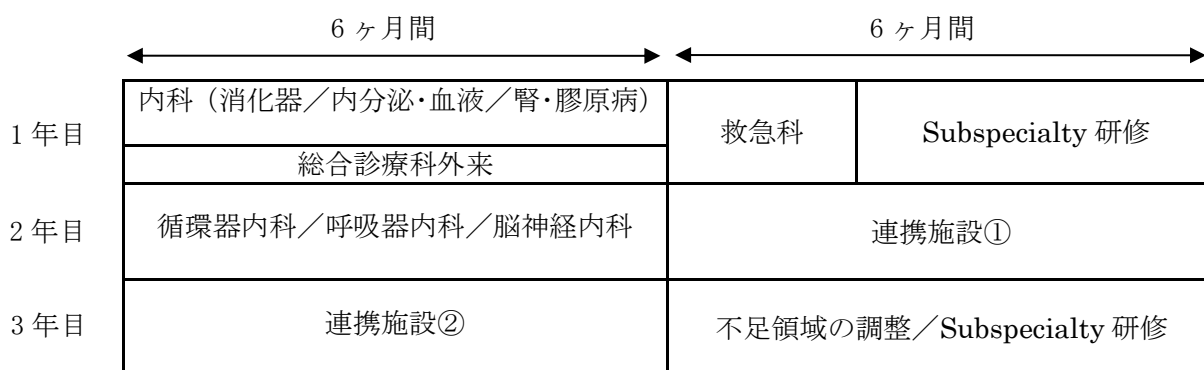 6 ヶ月間 6 ヶ月間
1 年目 内科（消化器／内分泌・血液／腎・膠原病） 救急科 Subspecialty 研修
総合診療科外来
2 年目 循環器内科／呼吸器内科／脳神経内科 連携施設①
3 年目 連携施設② 不足領域の調整／Subspecialty 研修